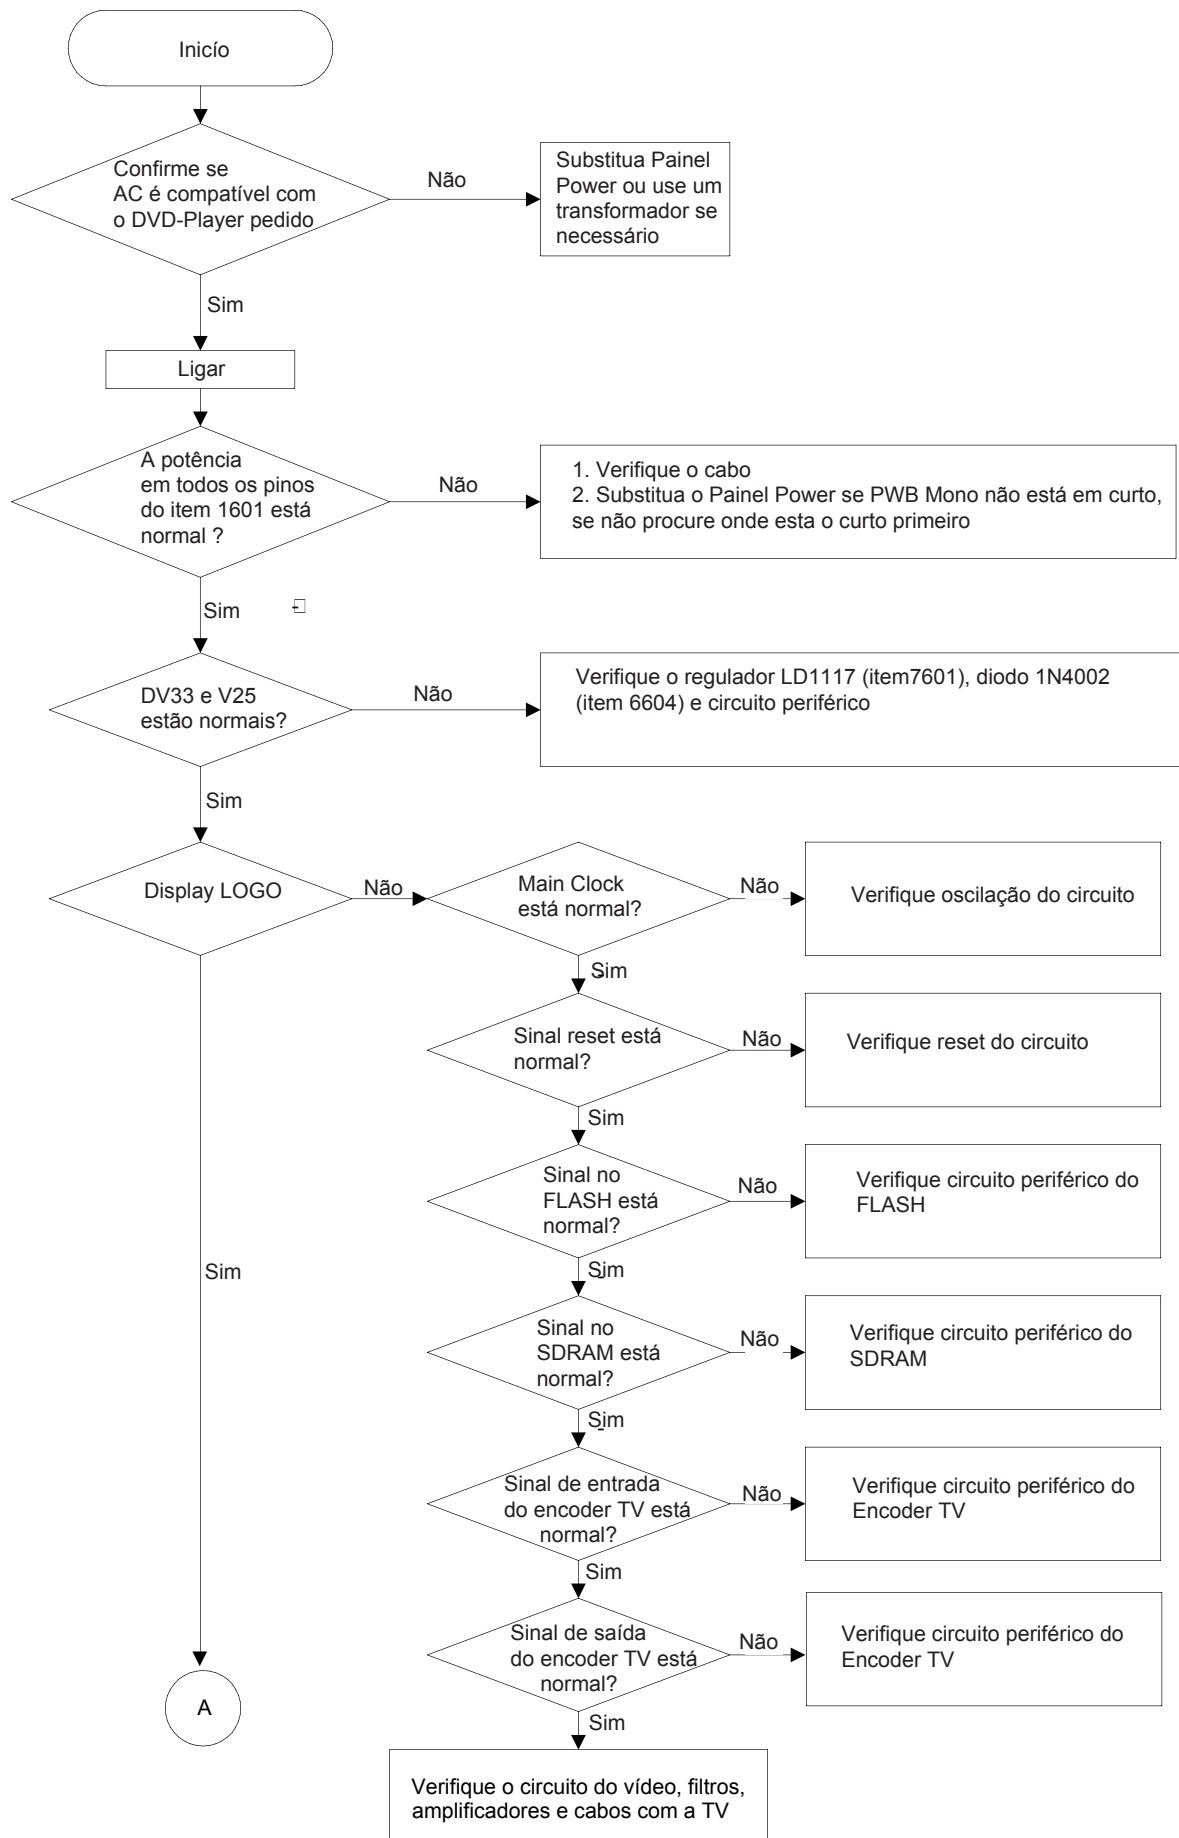 Inicío
Confirme se
AC é compatível com
o DVD-Player pedido
Não
Substitua Painel
Power ou use um
transformador se
necessário
Sim
Ligar
A potência
em todos os pinos
do item 1601 está
normal ?
Não
1. Verifique o cabo
2. Substitua o Painel Power se PWB Mono não está em curto,
se não procure onde esta o curto primeiro
Sim
DV33 e V25
estão normais?
Não
Verifique o regulador LD1117 (item7601), diodo 1N4002
(item 6604) e circuito periférico
Sim
Display LOGO
Não
Main Clock
está normal?
Não
Verifique oscilação do circuito
Sim
Sinal reset está
normal?
Não
Verifique reset do circuito
Sim
Sinal no
FLASH está
normal?
Não
Verifique circuito periférico do
FLASH
Sim
Sim
Sinal no
SDRAM está
normal?
Não
Verifique circuito periférico do
SDRAM
Sim
Sinal de entrada
do encoder TV está
normal?
Não
Verifique circuito periférico do
Encoder TV
Sim
Sinal de saída
do encoder TV está
normal?
Não
Verifique circuito periférico do
Encoder TV
A
Sim
Verifique o circuito do vídeo, filtros,
amplificadores e cabos com a TV